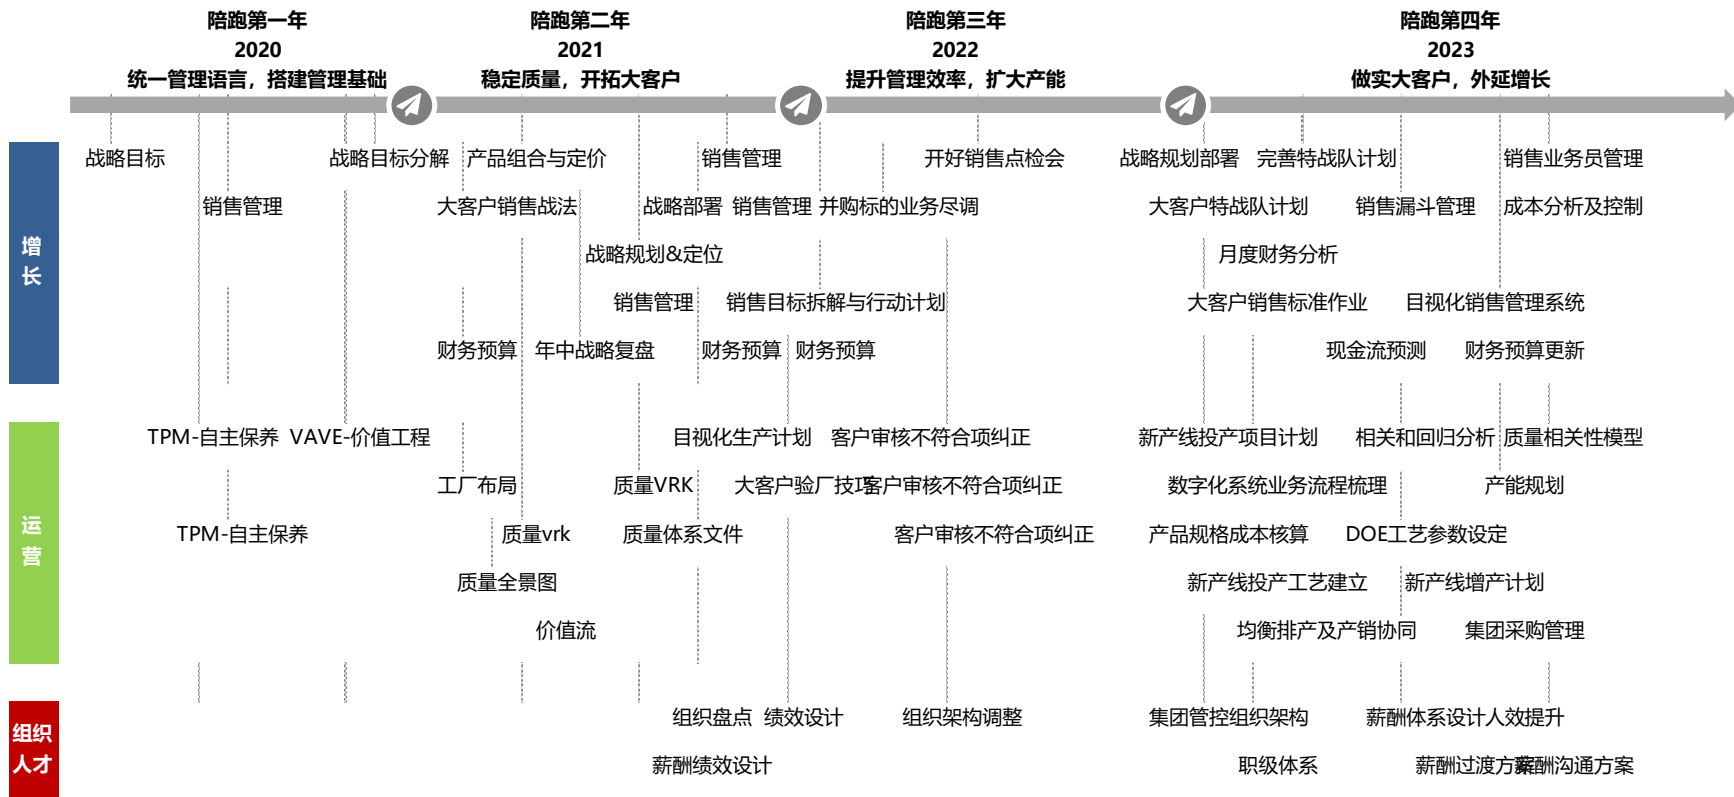 陪跑第一年
2020
统一管理语言，搭建管理基础
陪跑第二年
2021
稳定质量，开拓大客户
陪跑第三年
2022
提升管理效率，扩大产能
陪跑第四年
2023
做实大客户，外延增长
增长
战略目标
战略目标分解
产品组合与定价
销售管理
开好销售点检会
战略规划部署
完善特战队计划
销售业务员管理
销售管理
大客户销售战法
战略部署
销售管理
并购标的业务尽调
大客户特战队计划
销售漏斗管理
成本分析及控制
战略规划&定位
月度财务分析
销售管理
销售目标拆解与行动计划
大客户销售标准作业
目视化销售管理系统
财务预算
年中战略复盘
财务预算
财务预算
现金流预测
财务预算更新
运营
TPM-自主保养
VAVE-价值工程
目视化生产计划
客户审核不符合项纠正
新产线投产项目计划
相关和回归分析
质量相关性模型
工厂布局
质量VRK
大客户验厂技巧
客户审核不符合项纠正
数字化系统业务流程梳理
产能规划
TPM-自主保养
质量vrk
质量体系文件
客户审核不符合项纠正
产品规格成本核算
DOE工艺参数设定
质量全景图
新产线投产工艺建立
新产线增产计划
价值流
均衡排产及产销协同
集团采购管理
组织人才
组织盘点
绩效设计
组织架构调整
集团管控组织架构
薪酬体系设计
人效提升
薪酬绩效设计
职级体系
薪酬过渡方案
薪酬沟通方案